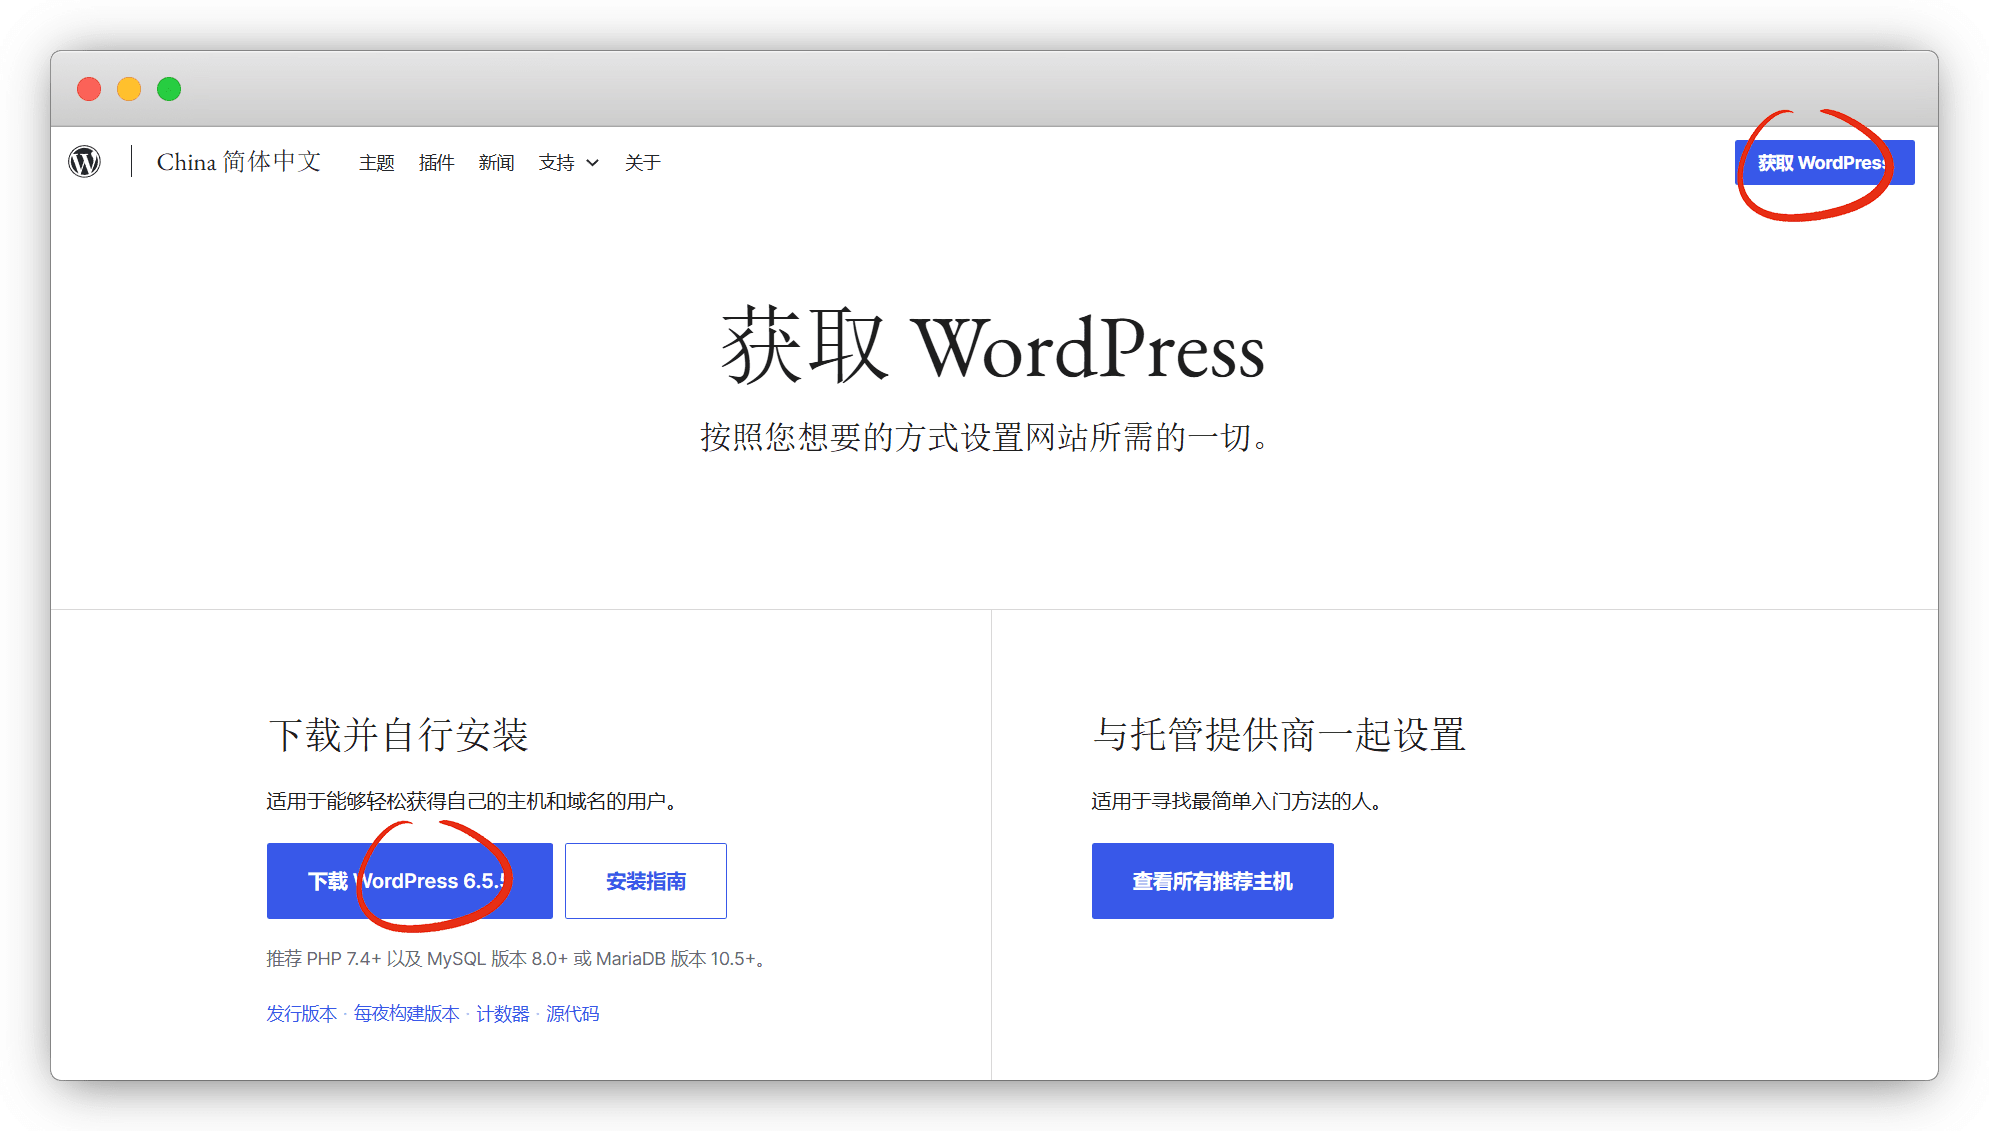 China 简体中文 主题 插件 新闻 支持 关于 获取 WordPress
获取 WordPress
按照您想要的方式设置网站所需的一切。
下载并自行安装
适用于能够轻松获得自己的主机和域名的用户。
下载 WordPress 6.5.5 安装指南
推荐 PHP 7.4+ 以及 MySQL 版本 8.0+ 或 MariaDB 版本 10.5+。
发行版本 · 每夜构建版本 · 计数器 · 源代码
与托管提供商一起设置
适用于寻找最简单入门方法的人。
查看所有推荐主机